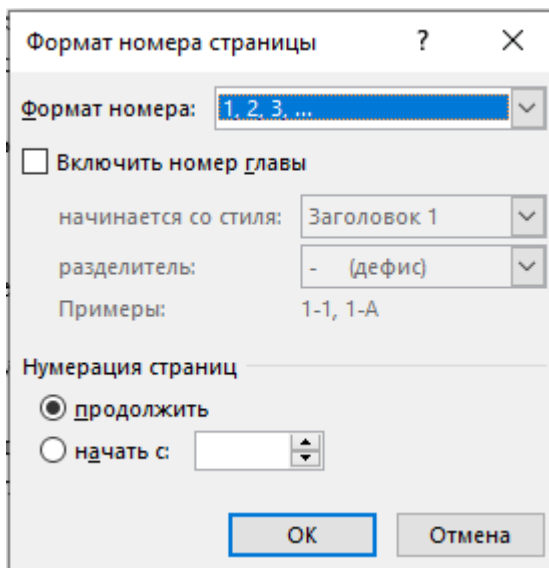 Формат номера страницы ?
Формат номера: 1, 2, 3, ...
Включить номер главы
начинается со стиля: Заголовок 1
разделитель: - (дефис)
Примеры: 1-1, 1-A
Нумерация страниц
продолжить
начать с:
ОК Отмена